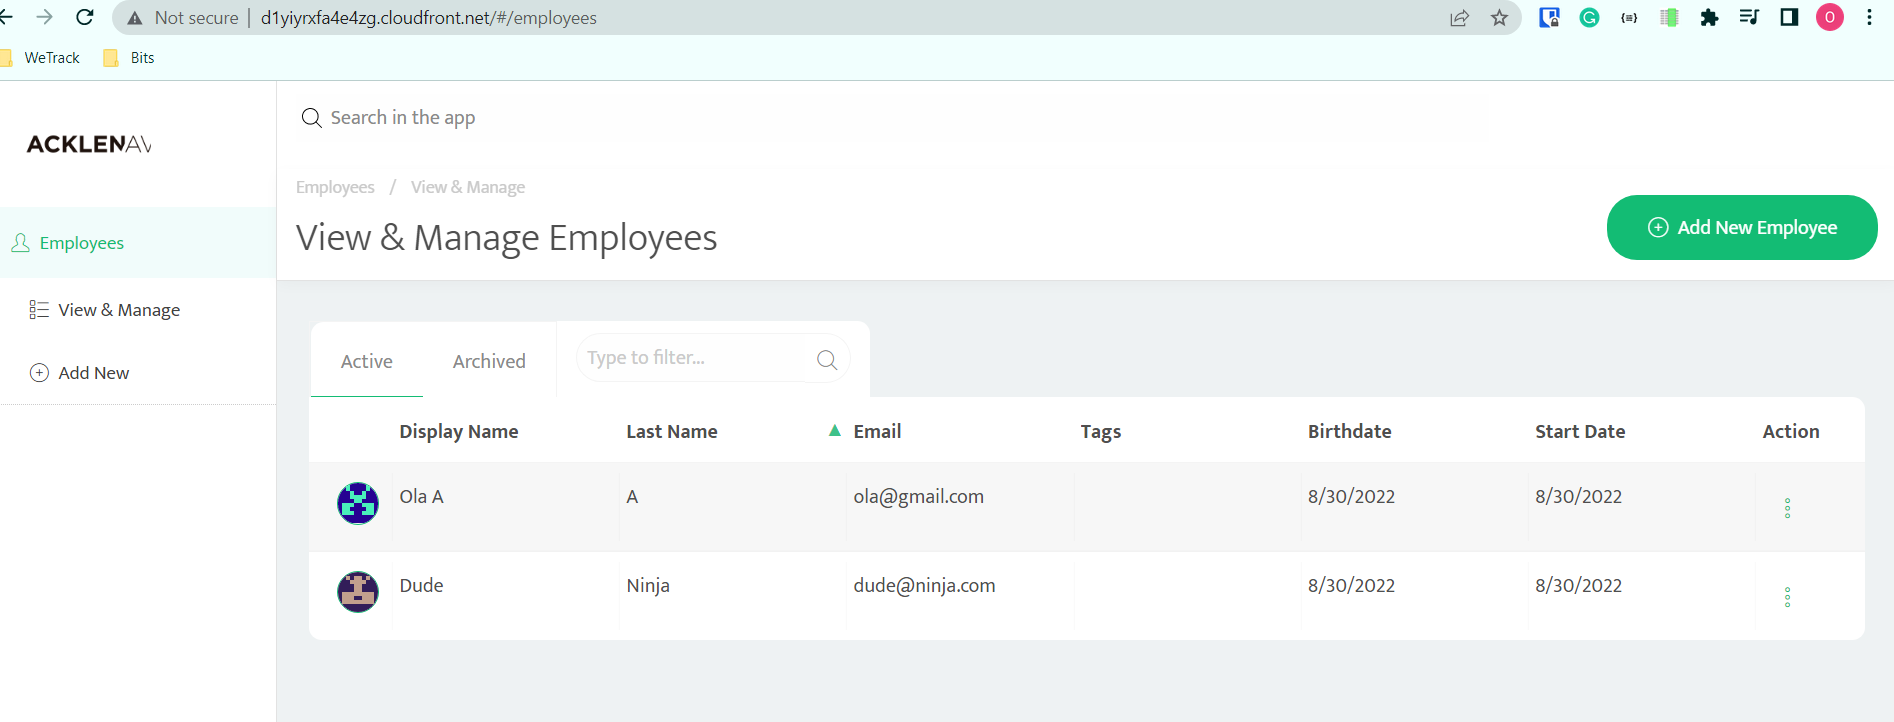 Not secure | d1yiyrxfa4e4zg.cloudfront.net/#/employees
G
O
WeTrack Bits
ACKLENAV
Search in the app
Employees / View & Manage
View & Manage Employees
Add New Employee
Employees
View & Manage
Add New
Active Archived Type to filter...
Display Name Last Name Email Tags Birthdate Start Date Action
Ola A A ola@gmail.com 8/30/2022 8/30/2022
Dude Ninja dude@ninja.com 8/30/2022 8/30/2022